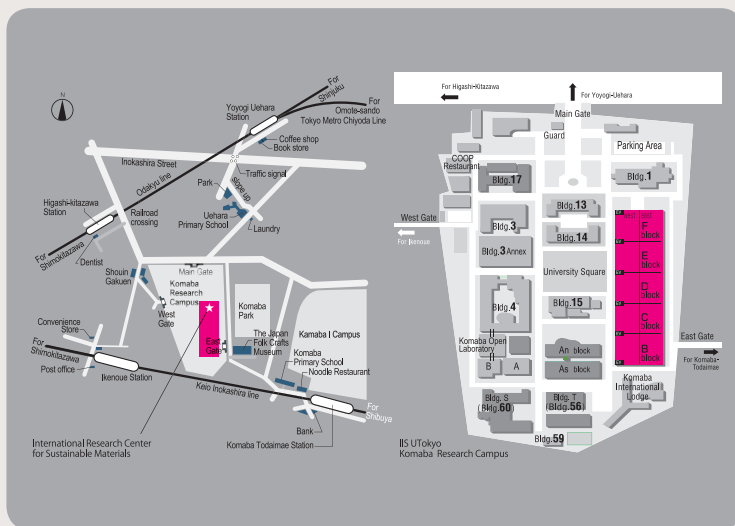 N
For
Shinjuku
For
Omote-sando
Tokyo Metro Chiyoda Line
Yoyogi Uehara
Station
Coffee shop
Book store
Inokashira Street
Traffic signal
Odakyu line
Park
slope up
Higashi-kitazawa
Station
Railroad
crossing
Uehara
Primary School
Laundry
For
Shimokitazawa
Dentist
Shouin
Gakuen
Main Gate
Komaba
Research
Campus
West
Gate
Komaba
Park
Komaba I Campus
East
Gate
The Japan
Folk Crafts
Museum
Convenience
Store
For
Shimokitazawa
Post office
Ikenoue Station
Komaba
Primary School
Noodle Restaurant
Keio Inokashira line
For
Shibuya
Bank
Komaba Todaimae Station
International Research Center
for Sustainable Materials
For Higashi-Kitazawa
For Yoyogi-Uehara
Main Gate
Guard
Parking Area
COOP
Restaurant
Bldg.17
Bldg.1
Bldg.13
West Gate
For Ikenoue
Bldg.3
Bldg.14
Bldg.3 Annex
F
block
E
block
University Square
D
block
Bldg.4
Bldg.15
C
block
Komaba Open
Laboratory
East Gate
For Komaba-
Todaimae
An block
B
block
B
A
As block
Komaba
International
Lodge
Bldg. S
(Bldg.60)
Bldg. T
(Bldg.56)
Bldg.59
IIS UTokyo
Komaba Research Campus